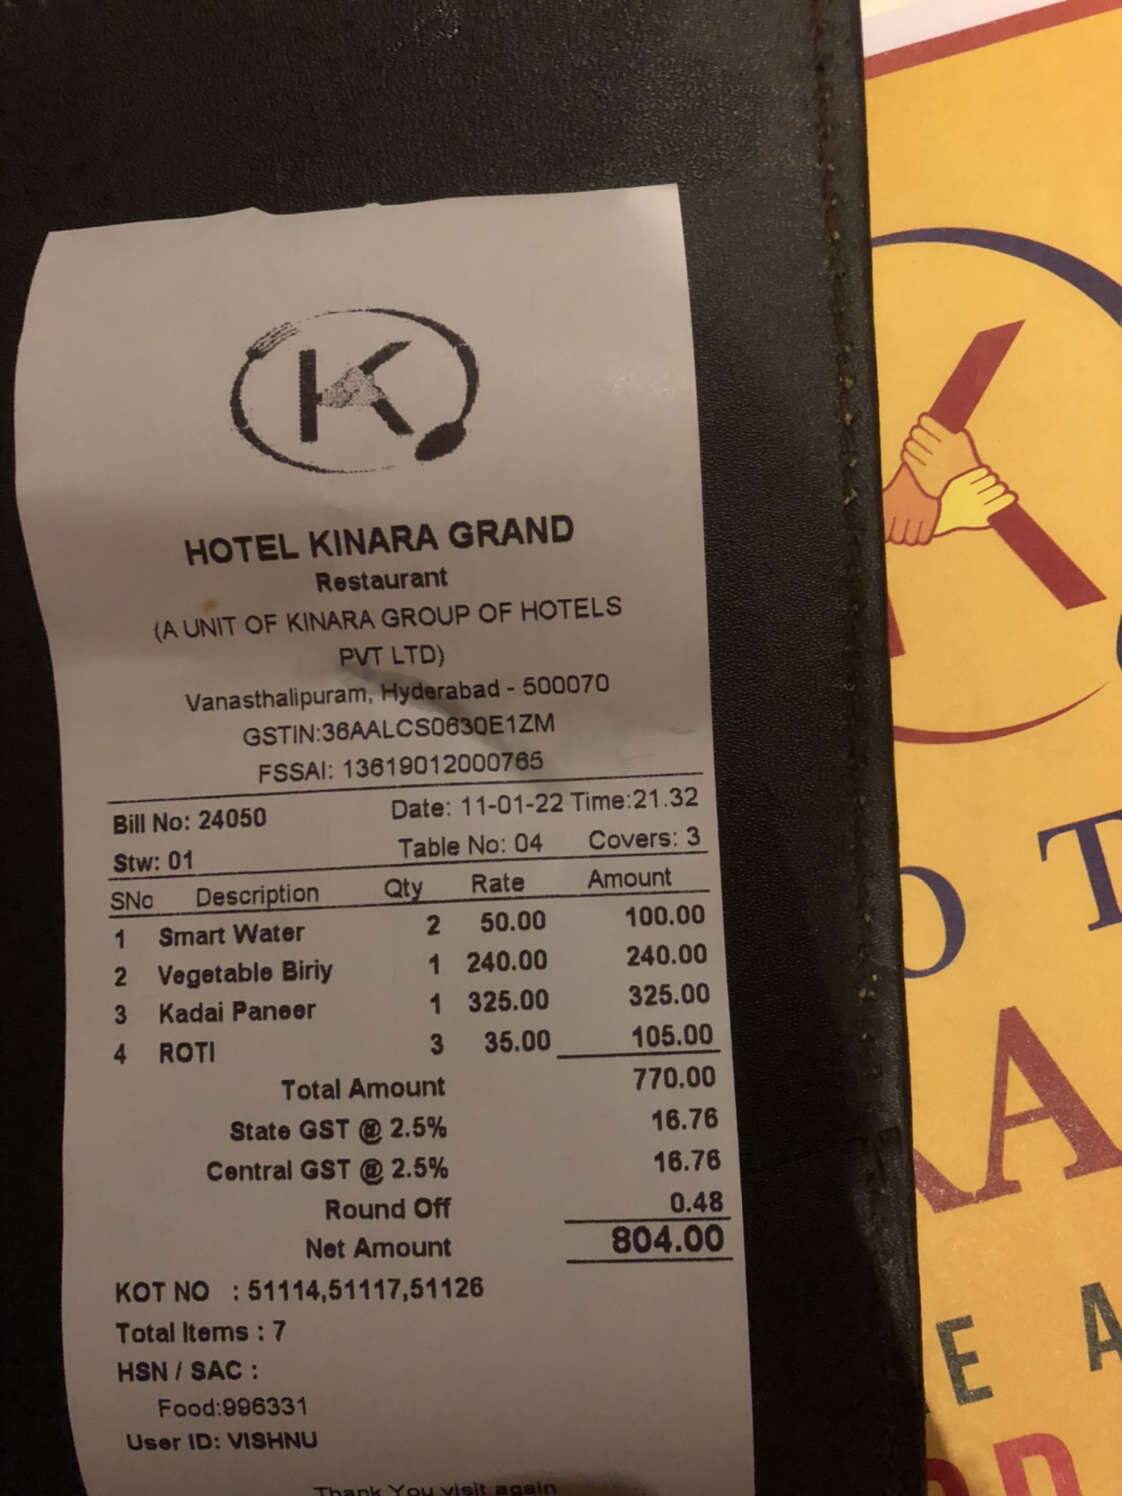 K
HOTEL KINARA GRAND
Restaurant
(A UNIT OF KINARA GROUP OF HOTELS
PVT LTD)
Vanasthalipuram, Hyderabad - 500070
GSTIN:36AALCS0630E1ZM
FSSAI: 13619012000765
Bill No: 24050 Date: 11-01-22 Time:21.32
Stw: 01 Table No: 04 Covers: 3
SNo Description Qty Rate Amount
1 Smart Water 2 50.00 100.00
2 Vegetable Biriy 1 240.00 240.00
3 Kadai Paneer 1 325.00 325.00
4 ROTI 3 35.00 105.00
Total Amount 770.00
State GST @ 2.5% 16.76
Central GST @ 2.5% 16.76
Round Off 0.48
Net Amount 804.00
KOT NO : 51114,51117,51126
Total Items : 7
HSN / SAC :
Food:996331
User ID: VISHNU
Thank You visit again